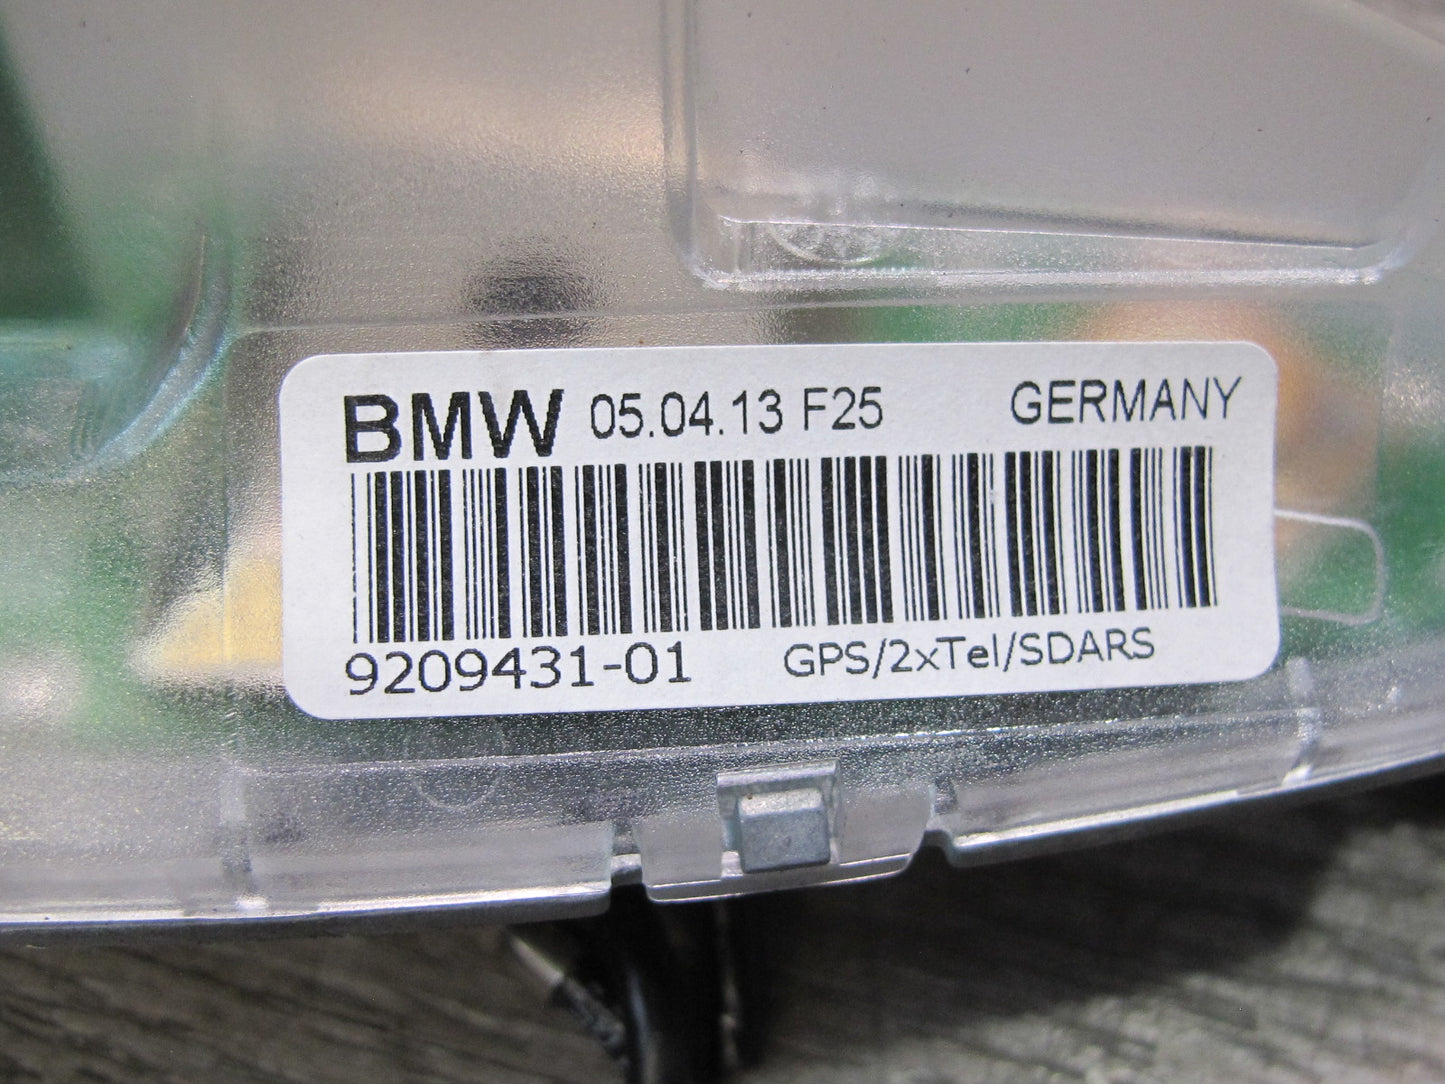 BMW 05.04.13 F25 GERMANY
9209431-01 GPS/2xTel/SDARS